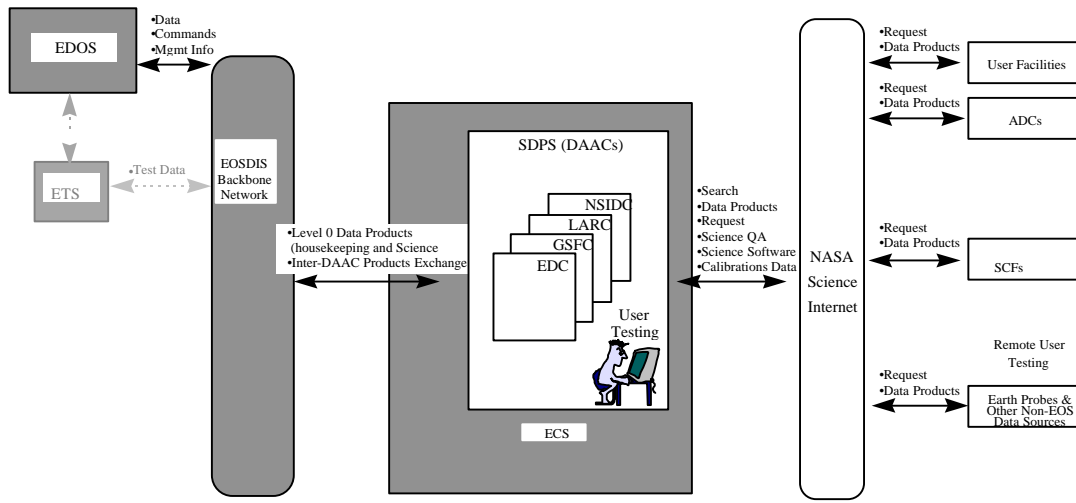 •Data
•Commands
•Mgmt Info
EDOS
ETS
•Test Data
EOSDIS
Backbone
Network
•Level 0 Data Products
(housekeeping and Science
•Inter-DAAC Products Exchange
SDPS (DAACs)
NSIDC
LARC
GSFC
EDC
User
Testing
ECS
•Search
•Data Products
•Request
•Science QA
•Science Software
•Calibrations Data
NASA
Science
Internet
•Request
•Data Products
User Facilities
•Request
•Data Products
ADCs
•Request
•Data Products
SCFs
Remote User
Testing
•Request
•Data Products
Earth Probes &
Other Non-EOS
Data Sources